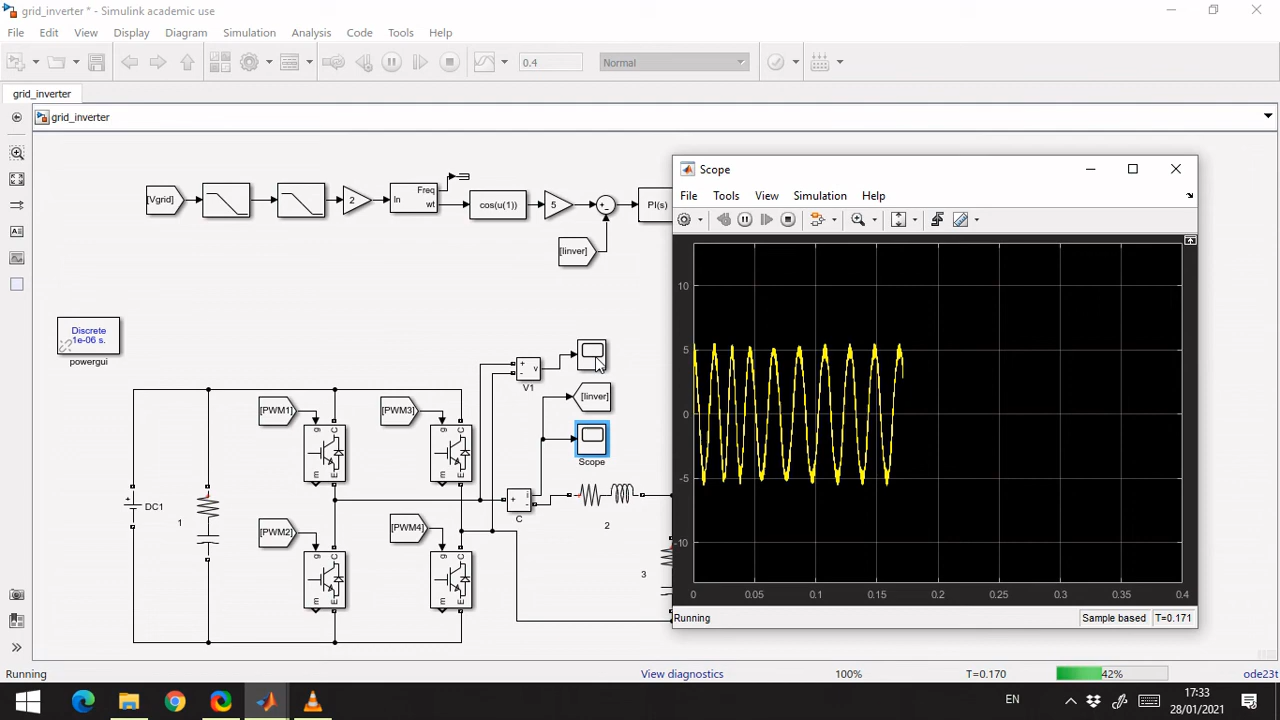 grid_inverter * - Simulink academic use
File Edit View Display Diagram Simulation Analysis Code Tools Help
0.4 Normal
grid_inverter
grid_inverter
Scope
File Tools View Simulation Help
[Vgrid]
2
In Freq wt
cos(u(1))
5
PI(s)
[Iinver]
Discrete
1e-06 s.
powergui
V1
+ - v
[Iinver]
Scope
[PWM1]
[PWM3]
g C
m E
g C
m E
DC1
1
+ i -
C
2
3
[PWM2]
[PWM4]
g C
m E
g C
m E
10
5
0
-5
-10
0 0.05 0.1 0.15 0.2 0.25 0.3 0.35 0.4
Running Sample based T=0.171
Running View diagnostics 100% T=0.170 42% ode23t
EN 17:33
28/01/2021